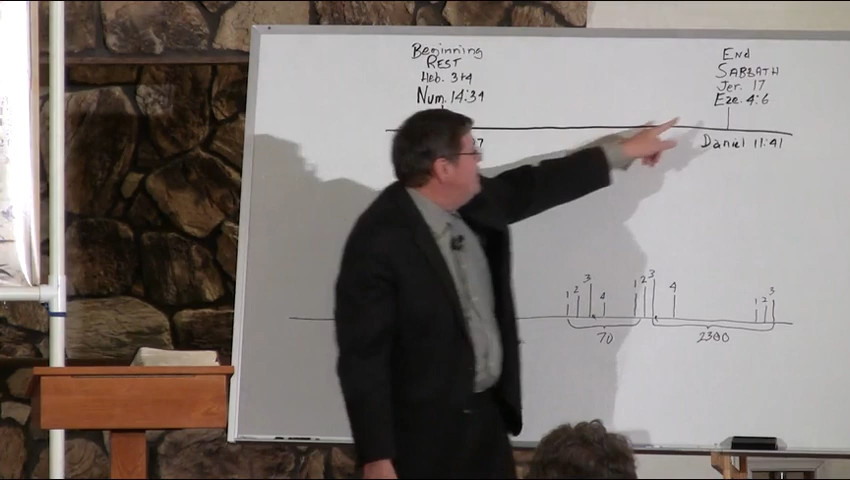 Beginning
REST
Heb. 3+4
Num. 14:34
End
SABBATH
Jer. 17
Eze. 4:6
7
Daniel 11:41
1 2 3 4 1 2 3 4 1 2 3
70 2300